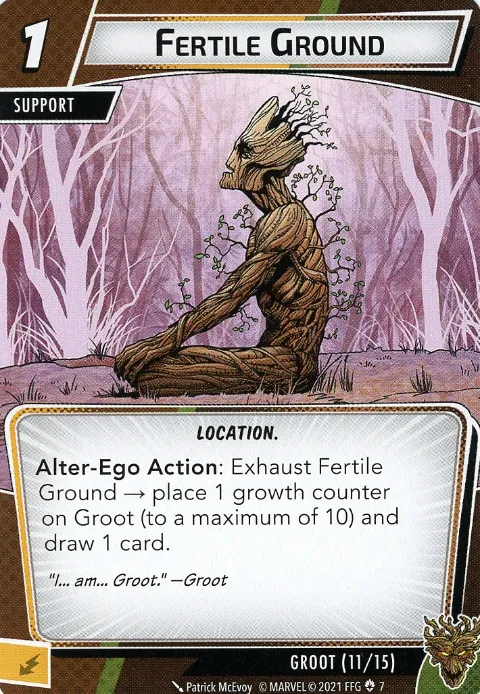 1
FERTILE GROUND
SUPPORT
LOCATION.
Alter-Ego Action: Exhaust Fertile
Ground → place 1 growth counter
on Groot (to a maximum of 10) and
draw 1 card.
"I... am... Groot." —Groot
GROOT (11/15)
Patrick McEvoy © MARVEL © 2021 FFG 7